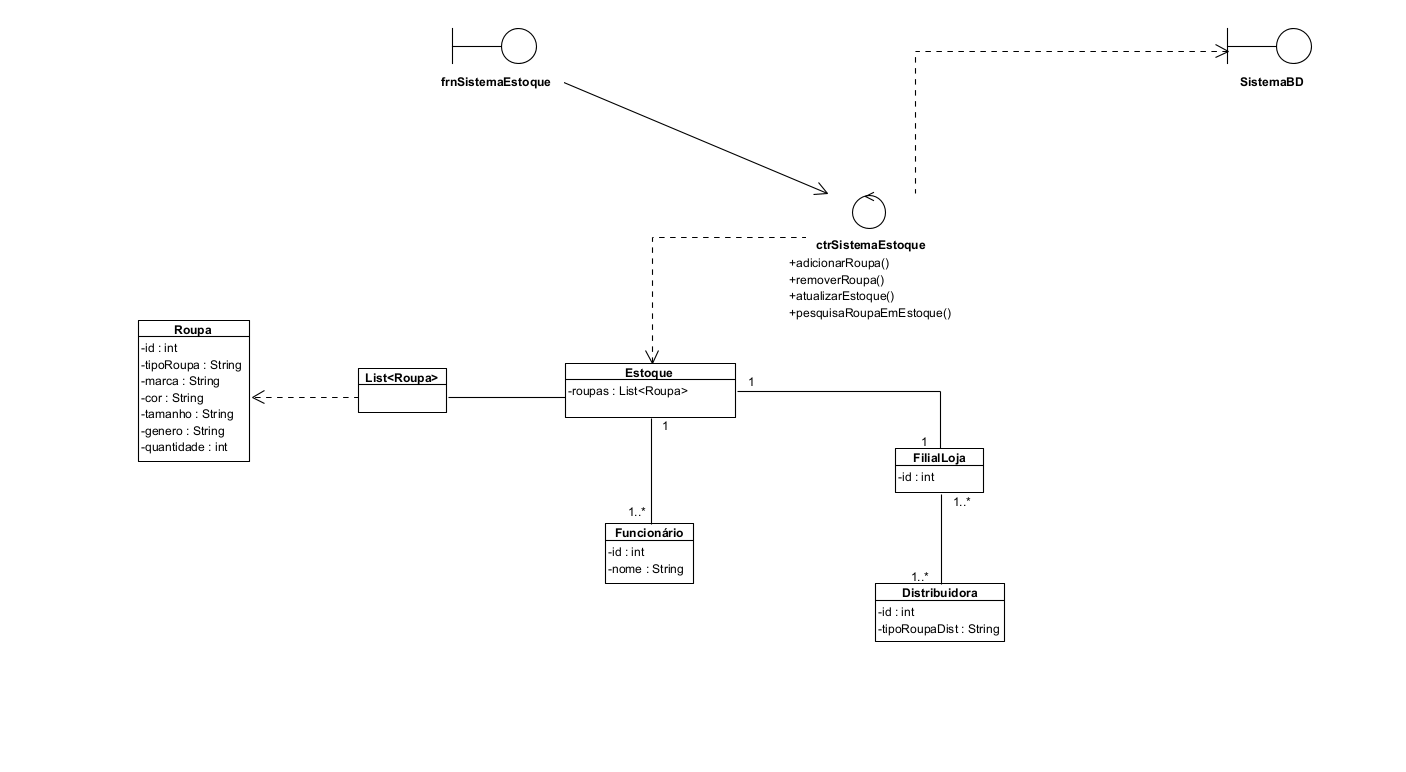 frnSistemaEstoque
SistemaBD
ctrSistemaEstoque
+adicionarRoupa()
+removerRoupa()
+atualizarEstoque()
+pesquisaRoupaEmEstoque()
Roupa
-id : int
-tipoRoupa : String
-marca : String
-cor : String
-tamanho : String
-genero : String
-quantidade : int
List<Roupa>
Estoque
-roupas : List<Roupa>
1
1
1
1..*
FilialLoja
-id : int
1..*
Funcionário
-id : int
-nome : String
1..*
Distribuidora
-id : int
-tipoRoupaDist : String